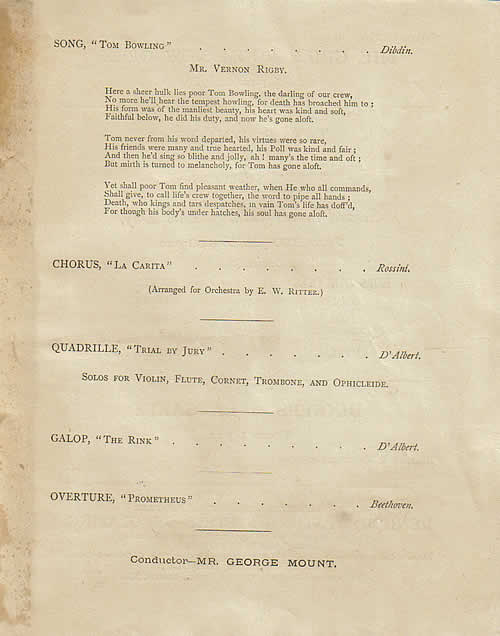 SONG, "Tom Bowling" . . . . . . . . Dibdin.
Mr. Vernon Rigby.
Here a sheer hulk lies poor Tom Bowling, the darling of our crew,
No more he'll hear the tempest howling, for death has broached him to ;
His form was of the manliest beauty, his heart was kind and soft,
Faithful below, he did his duty, and now he's gone aloft.
Tom never from his word departed, his virtues were so rare,
His friends were many and true hearted, his Poll was kind and fair ;
And then he'd sing so blithe and jolly, ah ! many's the time and oft ;
But mirth is turned to melancholy, for Tom has gone aloft.
Yet shall poor Tom find pleasant weather, when He who all commands,
Shall give, to call life's crew together, the word to pipe all hands ;
Death, who kings and tars despatches, in vain Tom's life has doff'd,
For though his body's under hatches, his soul has gone aloft.
CHORUS, "La Carita" . . . . . . . Rossini.
(Arranged for Orchestra by E. W. Ritter.)
QUADRILLE, "Trial by Jury" . . . . . . D'Albert.
Solos for Violin, Flute, Cornet, Trombone, and Ophicleide.
GALOP, "The Rink" . . . . . . . . D'Albert.
OVERTURE, "Prometheus" . . . . . . . Beethoven.
Conductor—MR. GEORGE MOUNT.